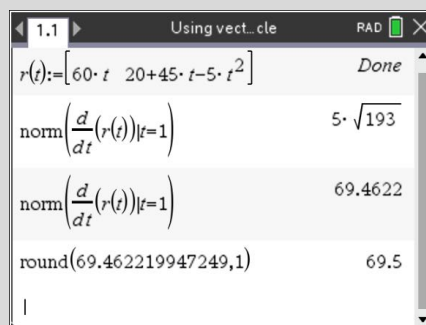 1.1 Using vect...cle RAD
r(t):=[60·t 20+45·t−5·t²] Done
norm(d/dt(r(t))|t=1) 5·√193
norm(d/dt(r(t))|t=1) 69.4622
round(69.462219947249,1) 69.5